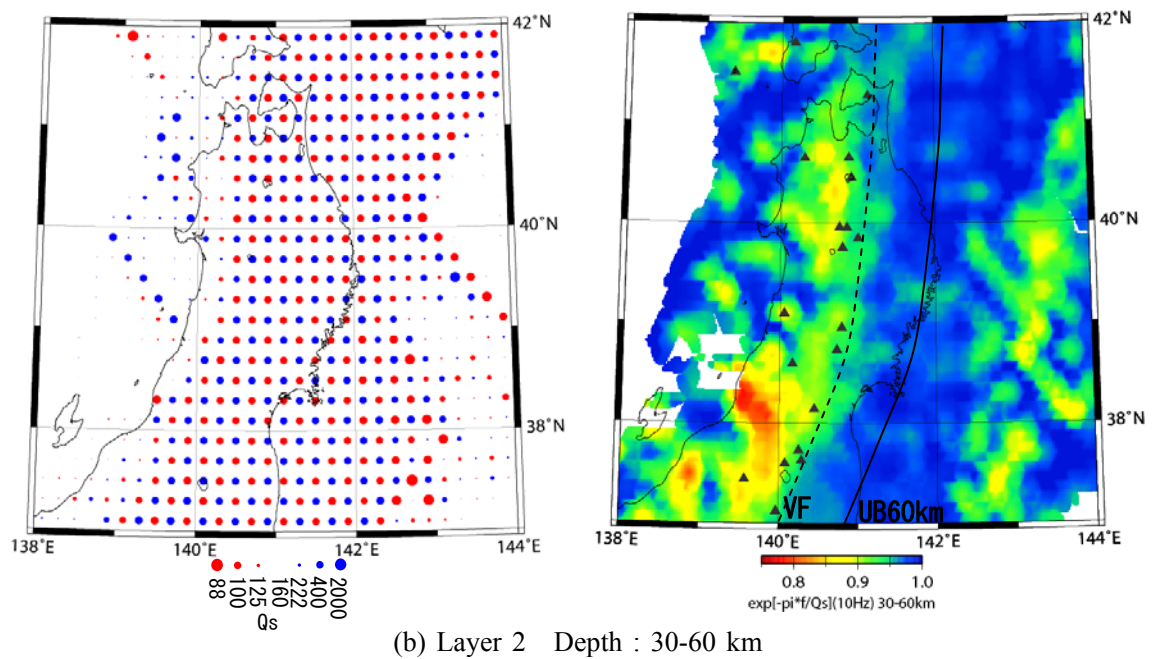 42˚N
40˚N
38˚N
138˚E 140˚E 142˚E 144˚E
88 100 125 160 222 400 2000
Qs
42˚N
40˚N
38˚N
VF UB60km
138˚E 140˚E 142˚E 144˚E
0.8 0.9 1.0
exp[-pi*f/Qs](10Hz) 30-60km
(b) Layer 2 Depth : 30-60 km